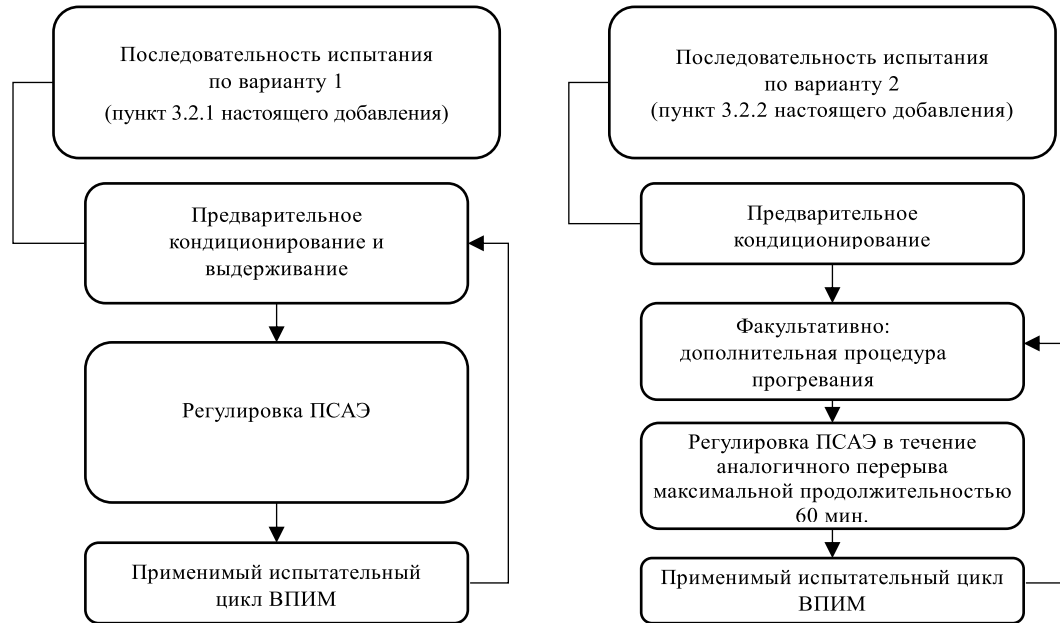 Последовательность испытания
по варианту 1
(пункт 3.2.1 настоящего добавления)
Предварительное
кондиционирование и
выдерживание
Регулировка ПСАЭ
Применимый испытательный
цикл ВПИМ
Последовательность испытания
по варианту 2
(пункт 3.2.2 настоящего добавления)
Предварительное
кондиционирование
Факультативно:
дополнительная процедура
прогревания
Регулировка ПСАЭ в течение
аналогичного перерыва
максимальной продолжительностью
60 мин.
Применимый испытательный цикл
ВПИМ